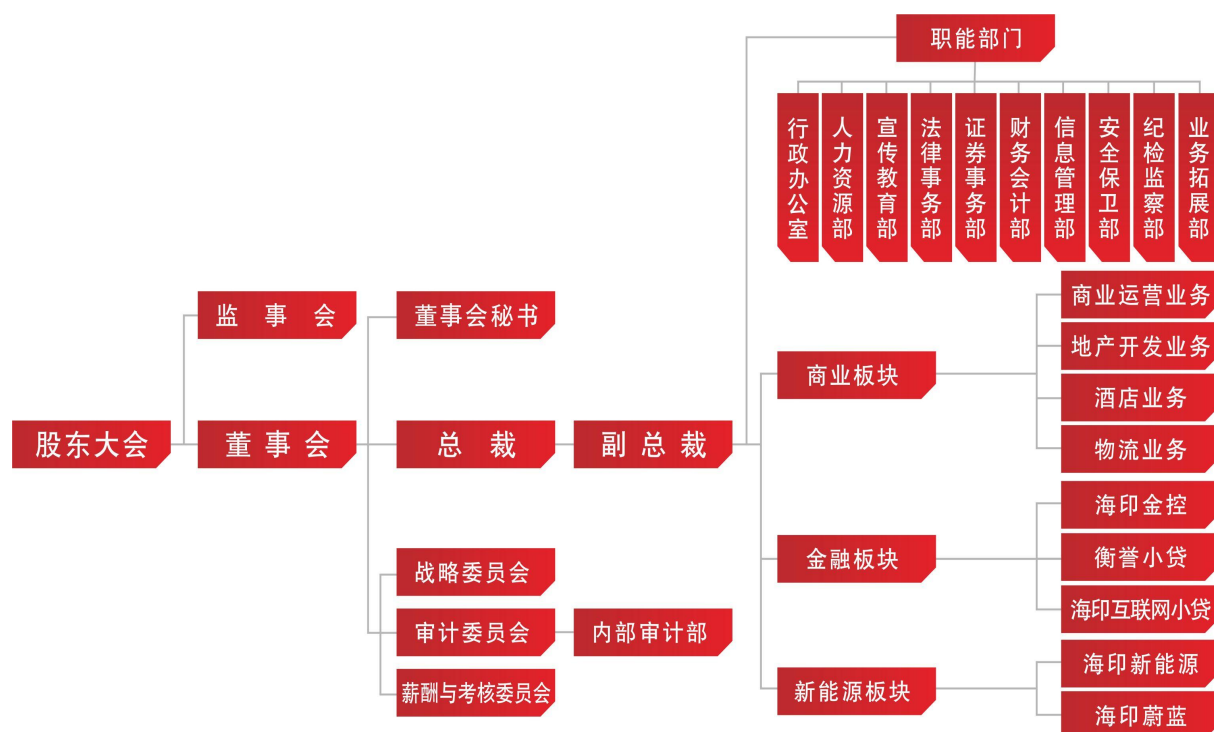 职能部门
行政办公室
人力资源部
宣传教育部
法律事务部
证券事务部
财务会计部
信息管理部
安全保卫部
纪检监察部
业务拓展部
监事会
董事会秘书
股东大会
董事会
总裁
副总裁
战略委员会
审计委员会
内部审计部
薪酬与考核委员会
商业板块
商业运营业务
地产开发业务
酒店业务
物流业务
金融板块
海印金控
衡誉小贷
海印互联网小贷
新能源板块
海印新能源
海印蔚蓝